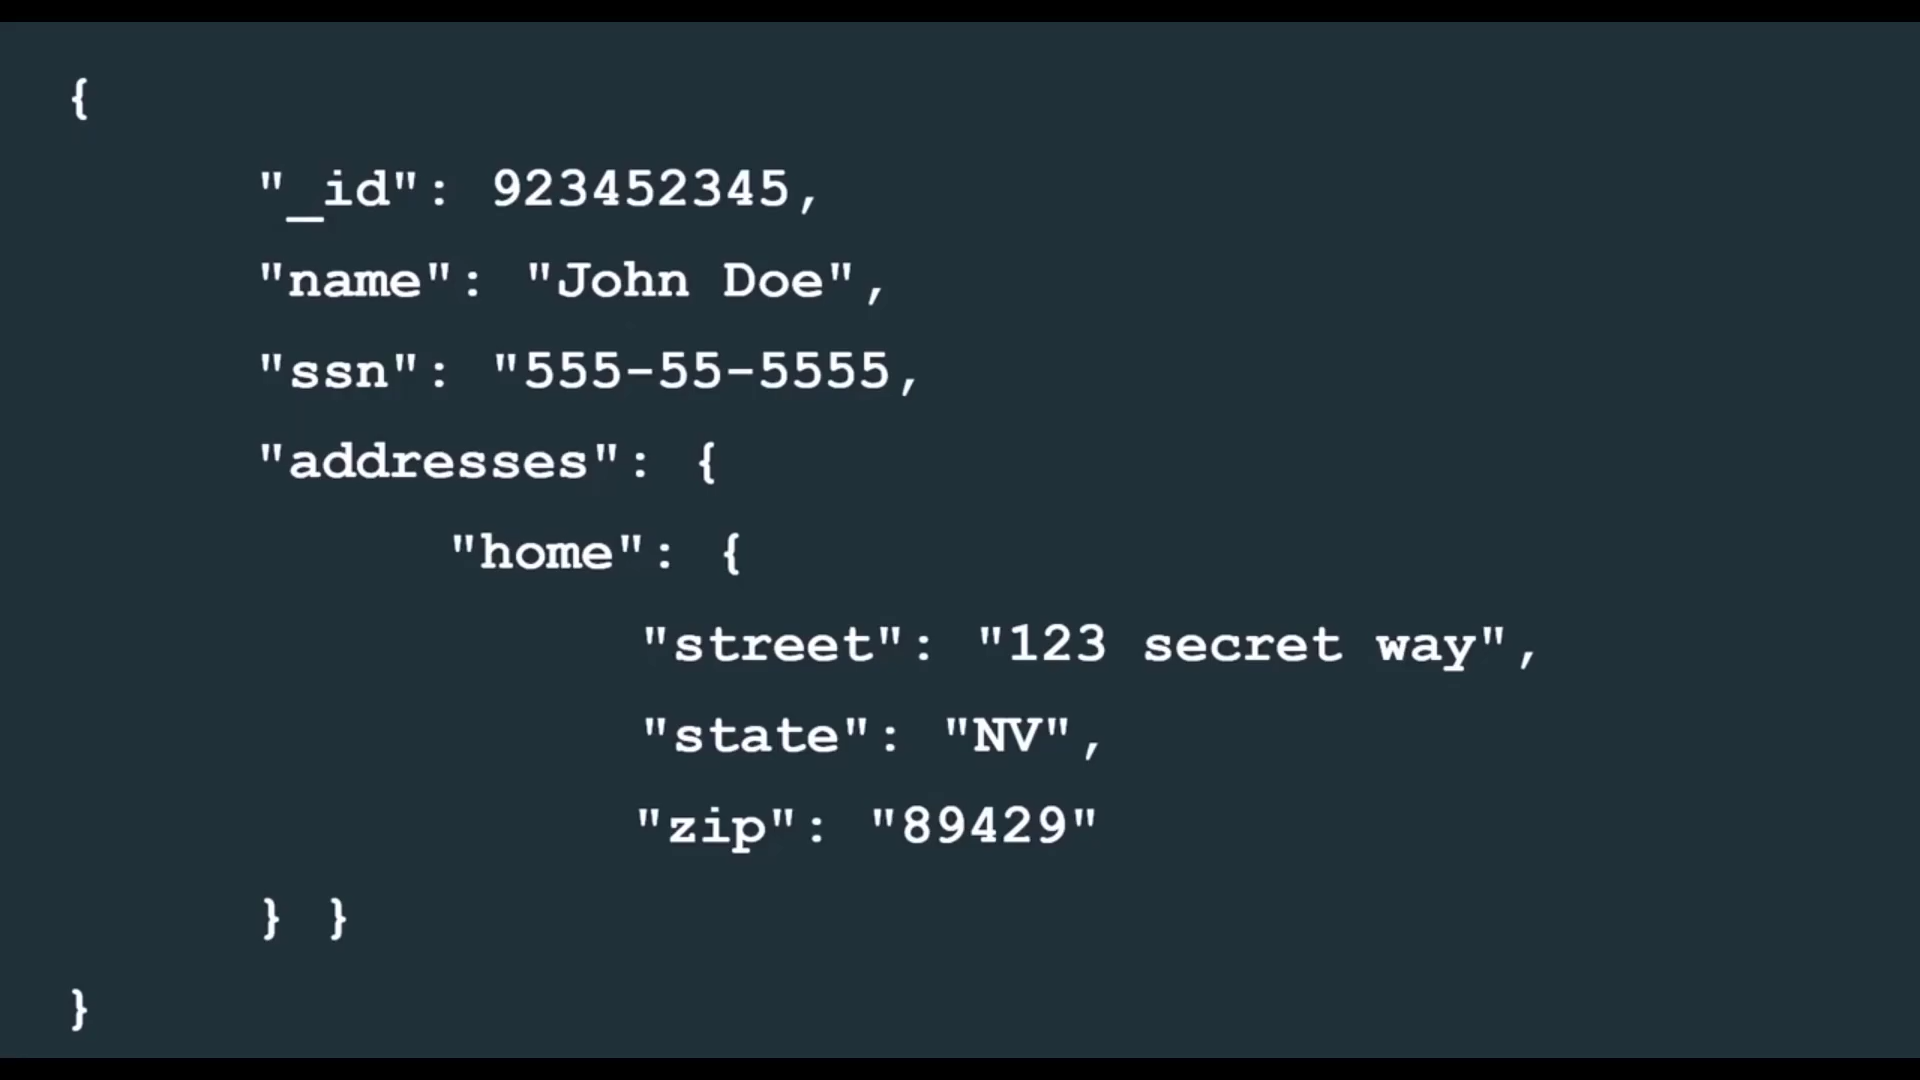 {
"_id": 923452345,
"name": "John Doe",
"ssn": "555-55-5555,
"addresses": {
"home": {
"street": "123 secret way",
"state": "NV",
"zip": "89429"
} }
}